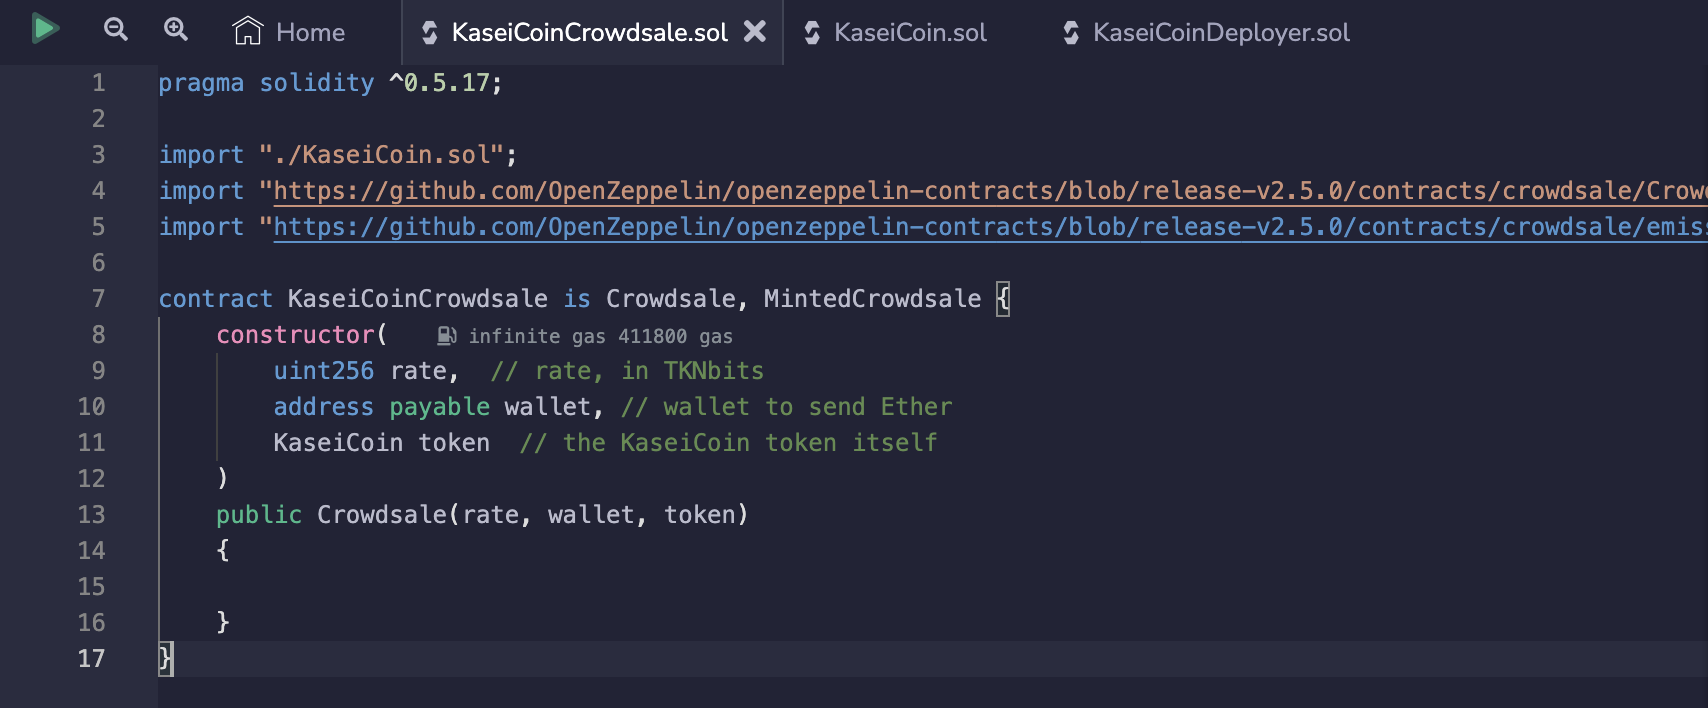 Home KaseiCoinCrowdsale.sol KaseiCoin.sol KaseiCoinDeployer.sol
1 pragma solidity ^0.5.17;
2
3 import "./KaseiCoin.sol";
4 import "https://github.com/OpenZeppelin/openzeppelin-contracts/blob/release-v2.5.0/contracts/crowdsale/Crow
5 import "https://github.com/OpenZeppelin/openzeppelin-contracts/blob/release-v2.5.0/contracts/crowdsale/emis
6
7 contract KaseiCoinCrowdsale is Crowdsale, MintedCrowdsale {
8 constructor( infinite gas 411800 gas
9 uint256 rate, // rate, in TKNbits
10 address payable wallet, // wallet to send Ether
11 KaseiCoin token // the KaseiCoin token itself
12 )
13 public Crowdsale(rate, wallet, token)
14 {
15
16 }
17 }